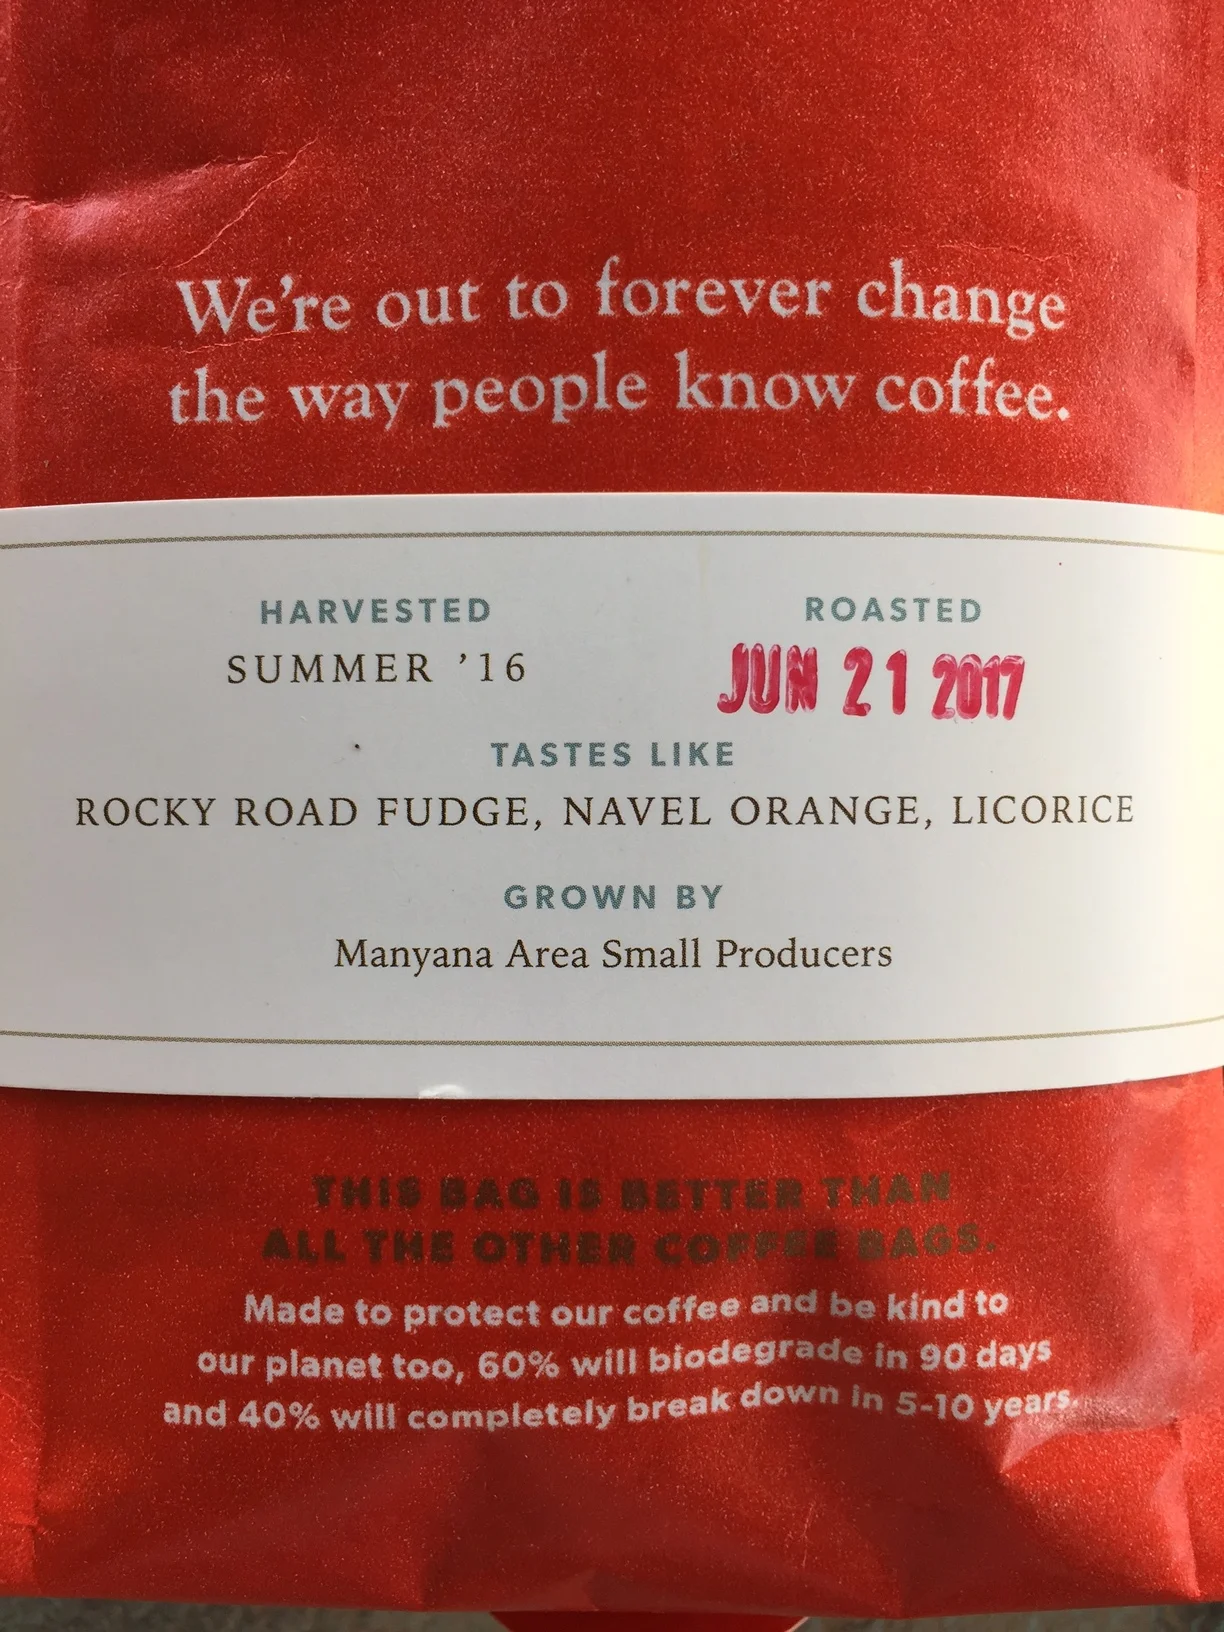 We're out to forever change
the way people know coffee.
HARVESTED
SUMMER '16
ROASTED
JUN 21 2017
TASTES LIKE
ROCKY ROAD FUDGE, NAVEL ORANGE, LICORICE
GROWN BY
Manyana Area Small Producers
THIS BAG IS BETTER THAN
ALL THE OTHER COFFEE BAGS.
Made to protect our coffee and be kind to
our planet too, 60% will biodegrade in 90 days
and 40% will completely break down in 5-10 years.